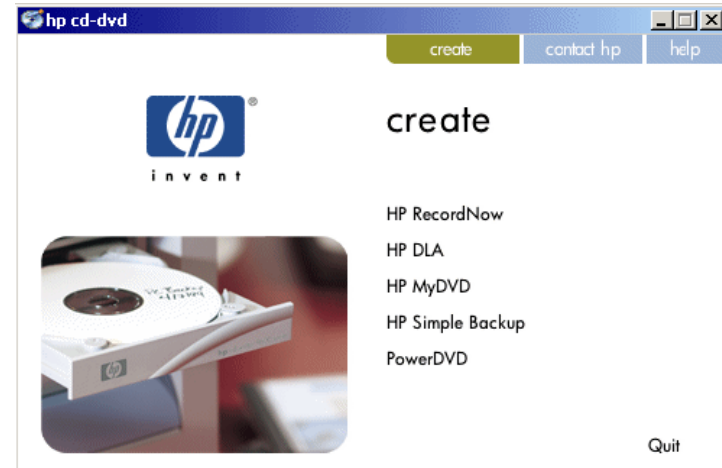 hp cd-dvd
create
contact hp
help
hp®
invent
create
HP RecordNow
HP DLA
HP MyDVD
HP Simple Backup
PowerDVD
hp
Quit